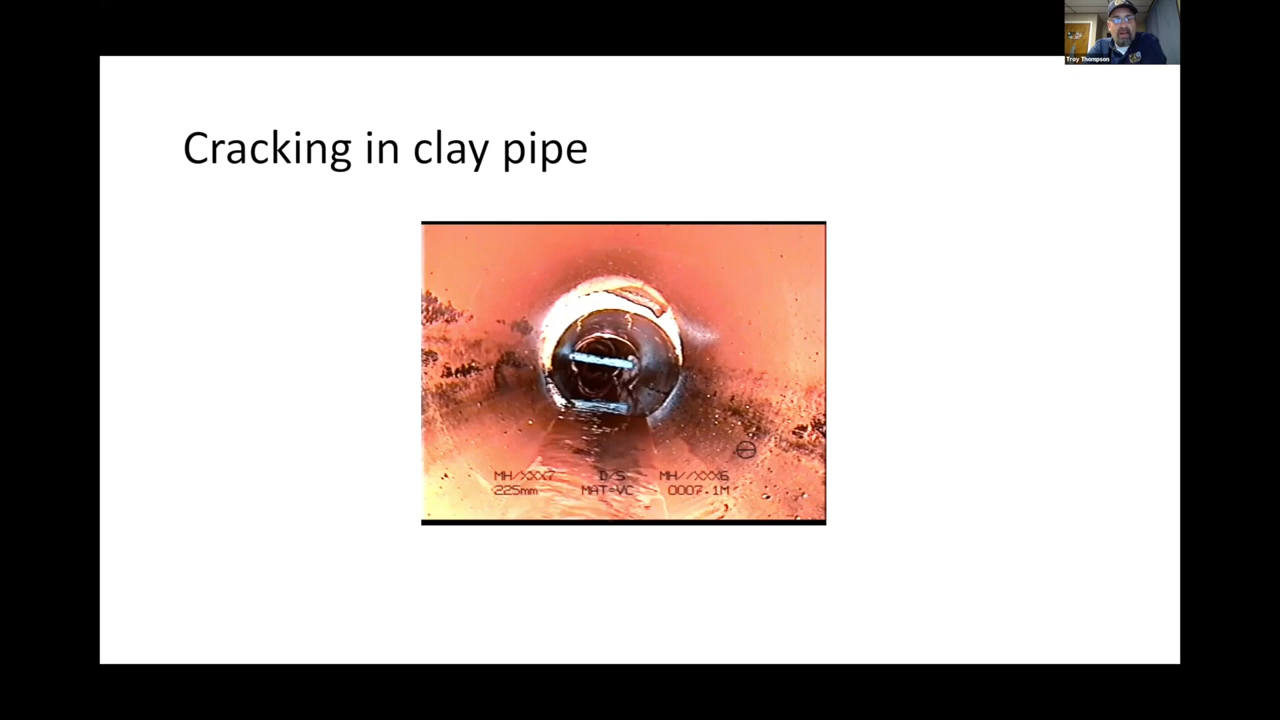 Troy Thompson
Cracking in clay pipe
MH/XXX7 D/S MH//XXX6
225mm MAT=VC 0007.1M